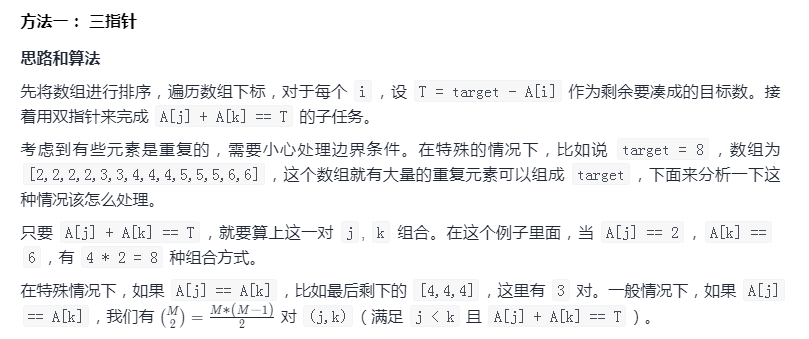 方法一： 三指针
思路和算法
先将数组进行排序，遍历数组下标，对于每个 i ，设 T = target - A[i] 作为剩余要凑成的目标数。接
着用双指针来完成 A[j] + A[k] == T 的子任务。
考虑到有些元素是重复的，需要小心处理边界条件。在特殊的情况下，比如说 target = 8 ，数组为
[2,2,2,2,3,3,4,4,4,5,5,5,6,6] ，这个数组就有大量的重复元素可以组成 target ，下面来分析一下这
种情况该怎么处理。
只要 A[j] + A[k] == T ，就要算上这一对 j, k 组合。在这个例子里面，当 A[j] == 2 ， A[k] ==
6 ，有 4 * 2 = 8 种组合方式。
在特殊情况下，如果 A[j] == A[k] ，比如最后剩下的 [4,4,4] ，这里有 3 对。一般情况下，如果 A[j]
== A[k] ，我们有 \binom{M}{2} = \frac{M*(M-1)}{2} 对 (j,k) （满足 j < k 且 A[j] + A[k] == T ）。